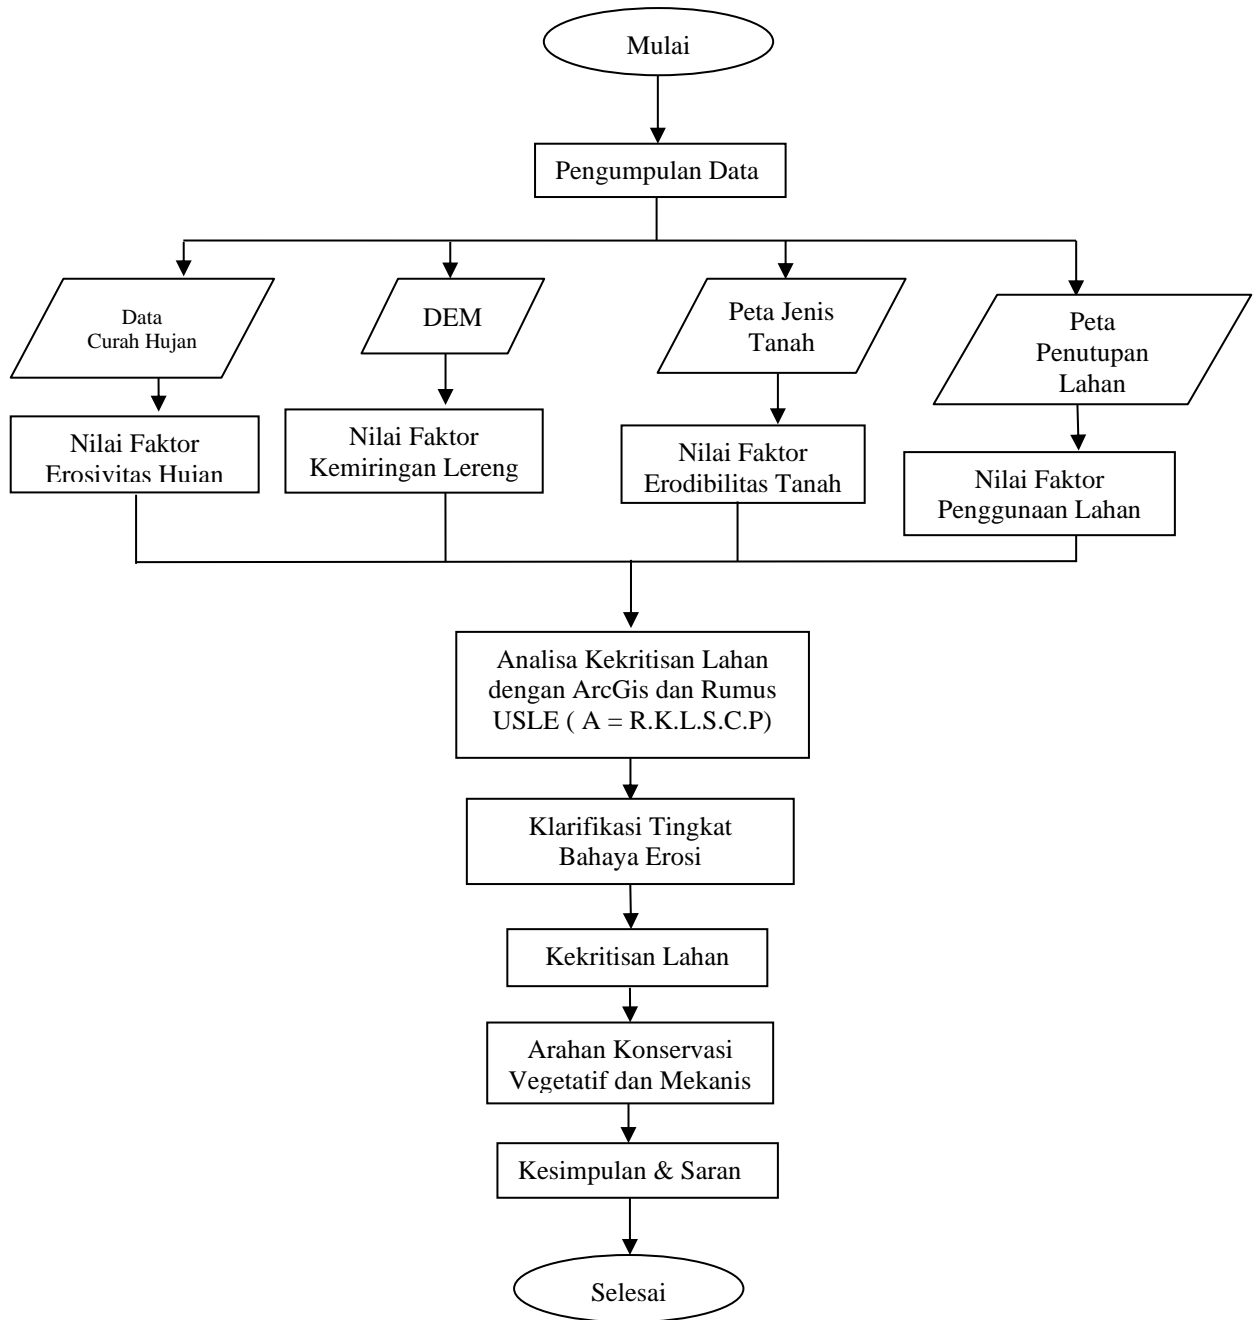 Mulai
Pengumpulan Data
Data
Curah Hujan
DEM
Peta Jenis
Tanah
Peta
Penutupan
Lahan
Nilai Faktor
Erosivitas Hujan
Nilai Faktor
Kemiringan Lereng
Nilai Faktor
Erodibilitas Tanah
Nilai Faktor
Penggunaan Lahan
Analisa Kekritisan Lahan
dengan ArcGis dan Rumus
USLE ( A = R.K.L.S.C.P)
Klarifikasi Tingkat
Bahaya Erosi
Kekritisan Lahan
Arahan Konservasi
Vegetatif dan Mekanis
Kesimpulan & Saran
Selesai